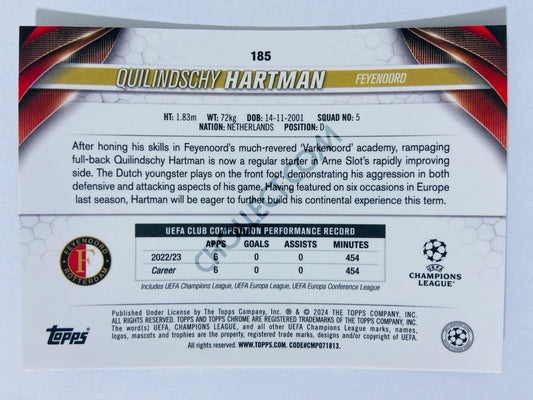 185
QUILINDSCHY HARTMAN FEYENOORD
HT: 1.83m WT: 72kg DOB: 14-11-2001 SQUAD NO: 5
NATION: NETHERLANDS POSITION: D
After honing his skills in Feyenoord's much-revered 'Varkenoord' academy, rampaging
full-back Quilindschy Hartman is now a regular starter in Arne Slot's rapidly improving
side. The Dutch youngster plays on the front foot, demonstrating his aggression in both
defensive and attacking aspects of his game. Having featured on six occasions in Europe
last season, Hartman will be eager to further build his continental experience this term.
UEFA CLUB COMPETITION PERFORMANCE RECORD
APPS GOALS ASSISTS MINUTES
2022/23 6 0 0 454
Career 6 0 0 454
Includes UEFA Champions League, UEFA Europa League, UEFA Europa Conference League
FEYENOORD
F
ROTTERDAM
UEFA
CHAMPIONS
LEAGUE
Topps
Published Under License by The Topps Company, Inc. ® & © 2024 THE TOPPS COMPANY, INC.
ALL RIGHTS RESERVED. TOPPS AND TOPPS CHROME ARE REGISTERED TRADEMARKS OF THE TOPPS COMPANY, INC.
The word(s) UEFA, CHAMPIONS LEAGUE, and all other UEFA Champions League marks, names,
logos, mascots and trophies are the property, registered trade marks, designs and/or copyright of UEFA.
All rights reserved. WWW.TOPPS.COM. CODE#CMP071813.
CHOLLECT.COM